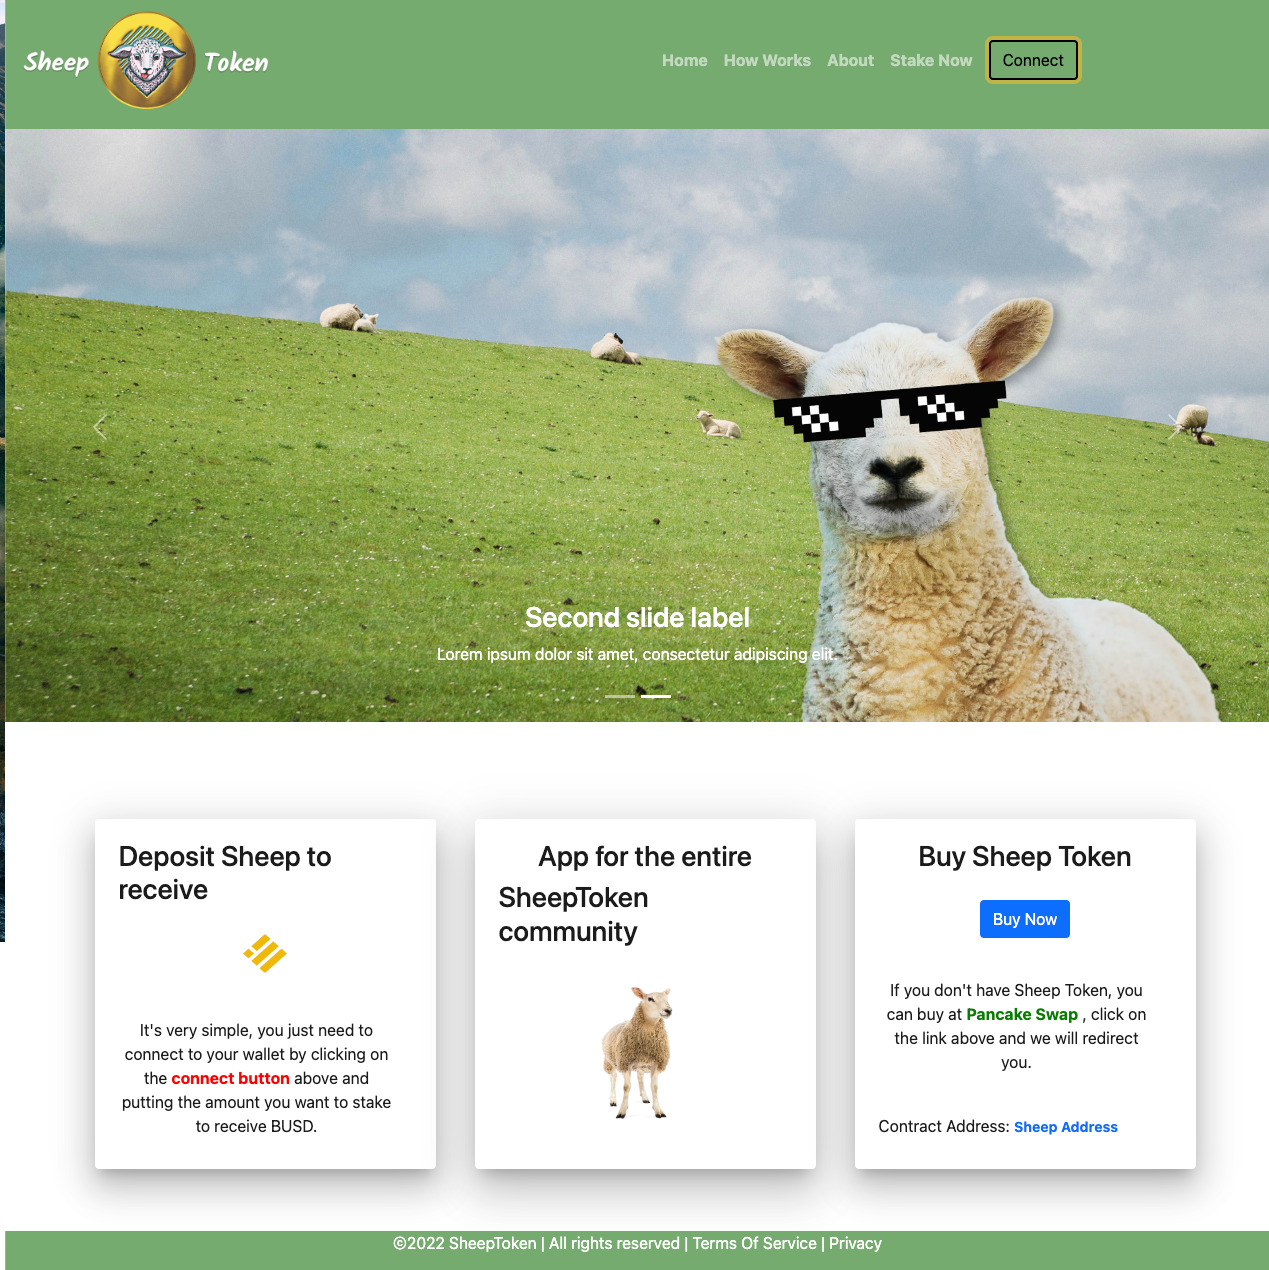 Sheep Token
Home How Works About Stake Now Connect
Second slide label
Lorem ipsum dolor sit amet, consectetur adipiscing elit.
Deposit Sheep to
receive
It's very simple, you just need to
connect to your wallet by clicking on
the connect button above and
putting the amount you want to stake
to receive BUSD.
App for the entire
SheepToken
community
Buy Sheep Token
Buy Now
If you don't have Sheep Token, you
can buy at Pancake Swap , click on
the link above and we will redirect
you.
Contract Address: Sheep Address
©2022 SheepToken | All rights reserved | Terms Of Service | Privacy